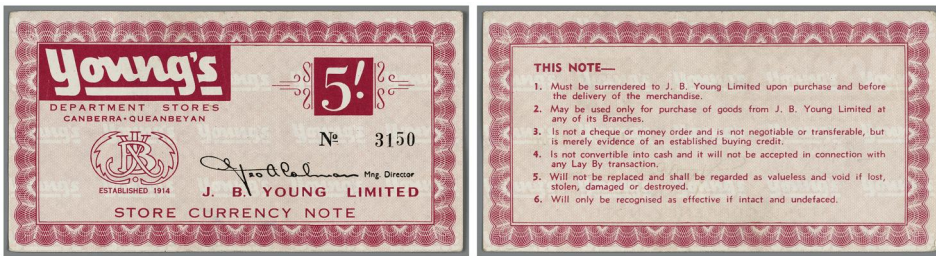 Young's
5!
DEPARTMENT STORES
CANBERRA • QUEANBEYAN
No 3150
ESTABLISHED 1914
Mng. Director
J. B. YOUNG LIMITED
STORE CURRENCY NOTE
THIS NOTE—
1. Must be surrendered to J. B. Young Limited upon purchase and before
the delivery of the merchandise.
2. May be used only for purchase of goods from J. B. Young Limited at
any of its Branches.
3. Is not a cheque or money order and is not negotiable or transferable, but
is merely evidence of an established buying credit.
4. Is not convertible into cash and it will not be accepted in connection with
any Lay By transaction.
5. Will not be replaced and shall be regarded as valueless and void if lost,
stolen, damaged or destroyed.
6. Will only be recognised as effective if intact and undefaced.